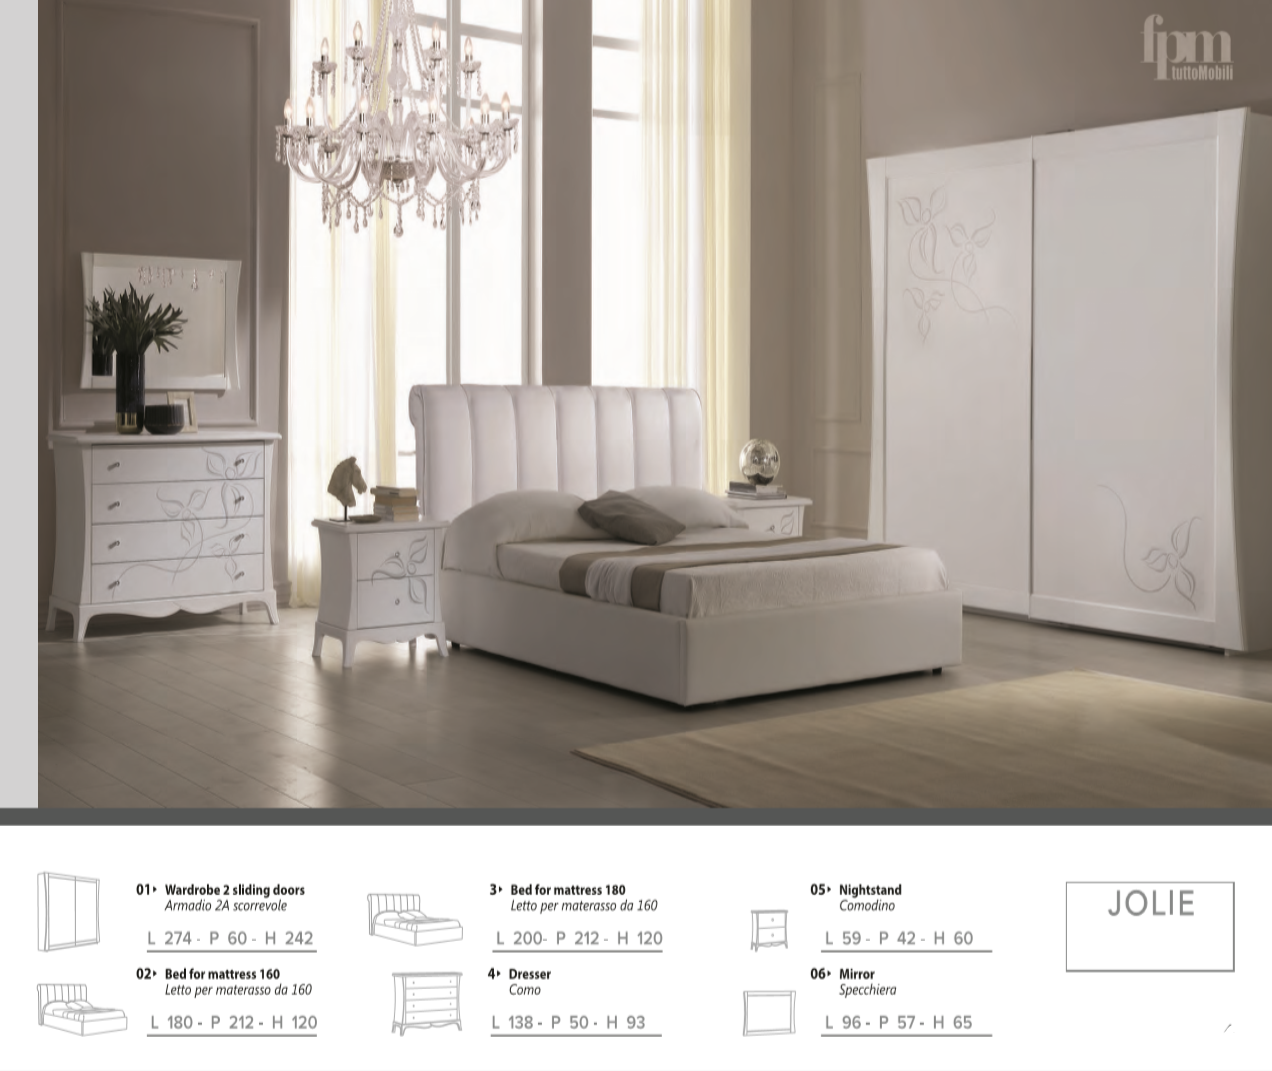 fpm
tuttoMobili
01 Wardrobe 2 sliding doors
Armadio 2A scorrevole
L 274 - P 60 - H 242
02 Bed for mattress 160
Letto per materasso da 160
L 180 - P 212 - H 120
3 Bed for mattress 180
Letto per materasso da 160
L 200- P 212 - H 120
4 Dresser
Como
L 138 - P 50 - H 93
05 Nightstand
Comodino
L 59 - P 42 - H 60
06 Mirror
Specchiera
L 96 - P 57 - H 65
JOLIE